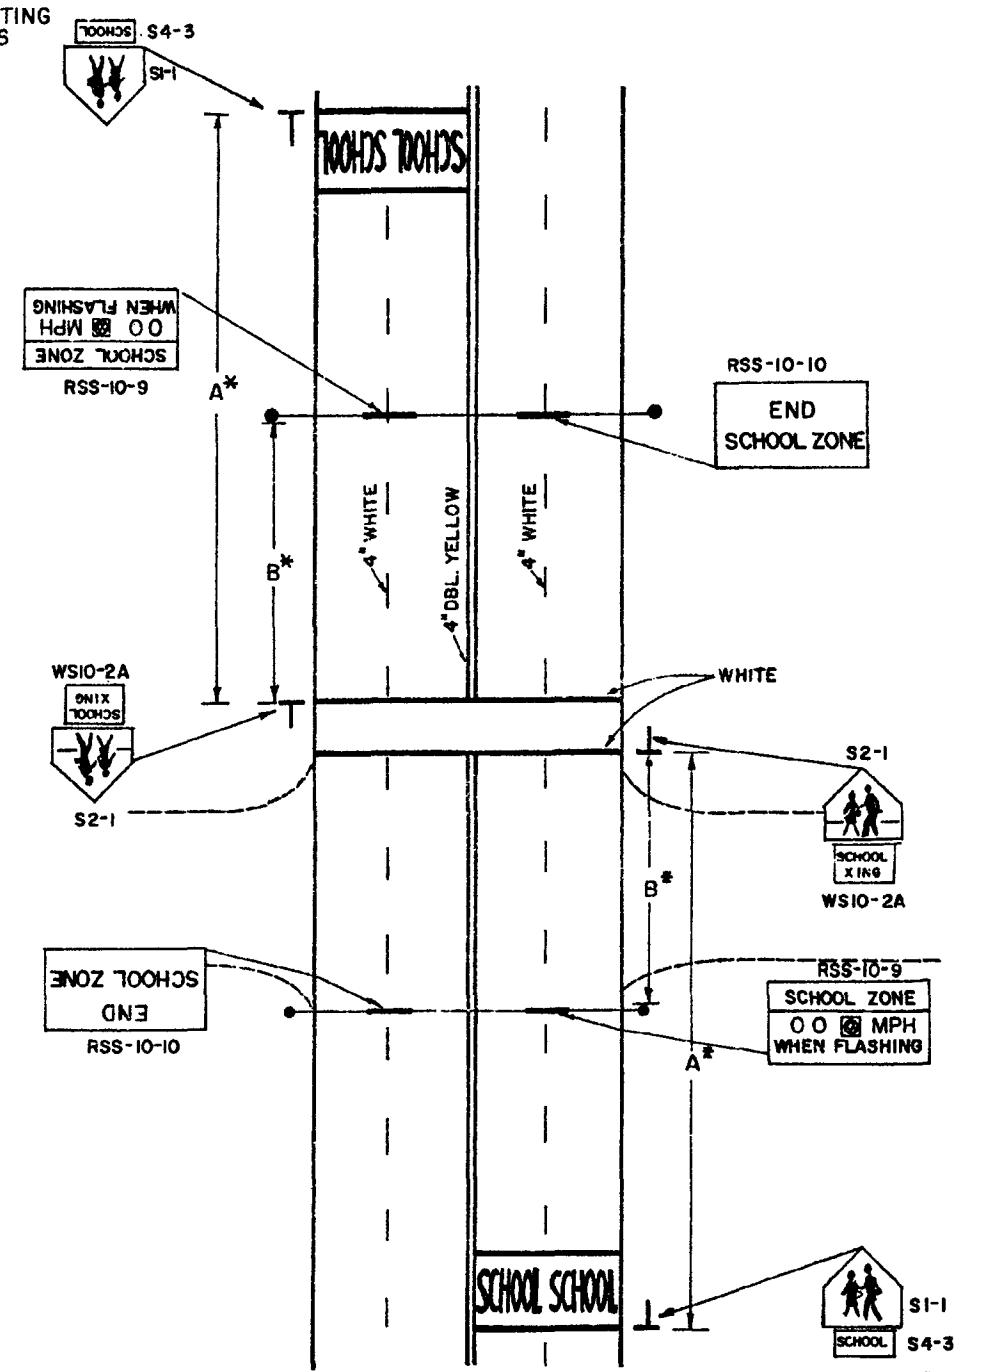 TING
S
SCHOOL S4-3
S1-1
SCHOOL SCHOOL
SCHOOL ZONE
00 MPH
WHEN FLASHING
RSS-10-9
A*
RSS-10-10
END
SCHOOL ZONE
B*
4" WHITE
4" DBL. YELLOW
4" WHITE
WS10-2A
SCHOOL
XING
S2-1
WHITE
S2-1
SCHOOL
XING
WS10-2A
B*
END
SCHOOL ZONE
RSS-10-10
RSS-10-9
SCHOOL ZONE
00 MPH
WHEN FLASHING
A*
SCHOOL SCHOOL
S1-1
SCHOOL S4-3